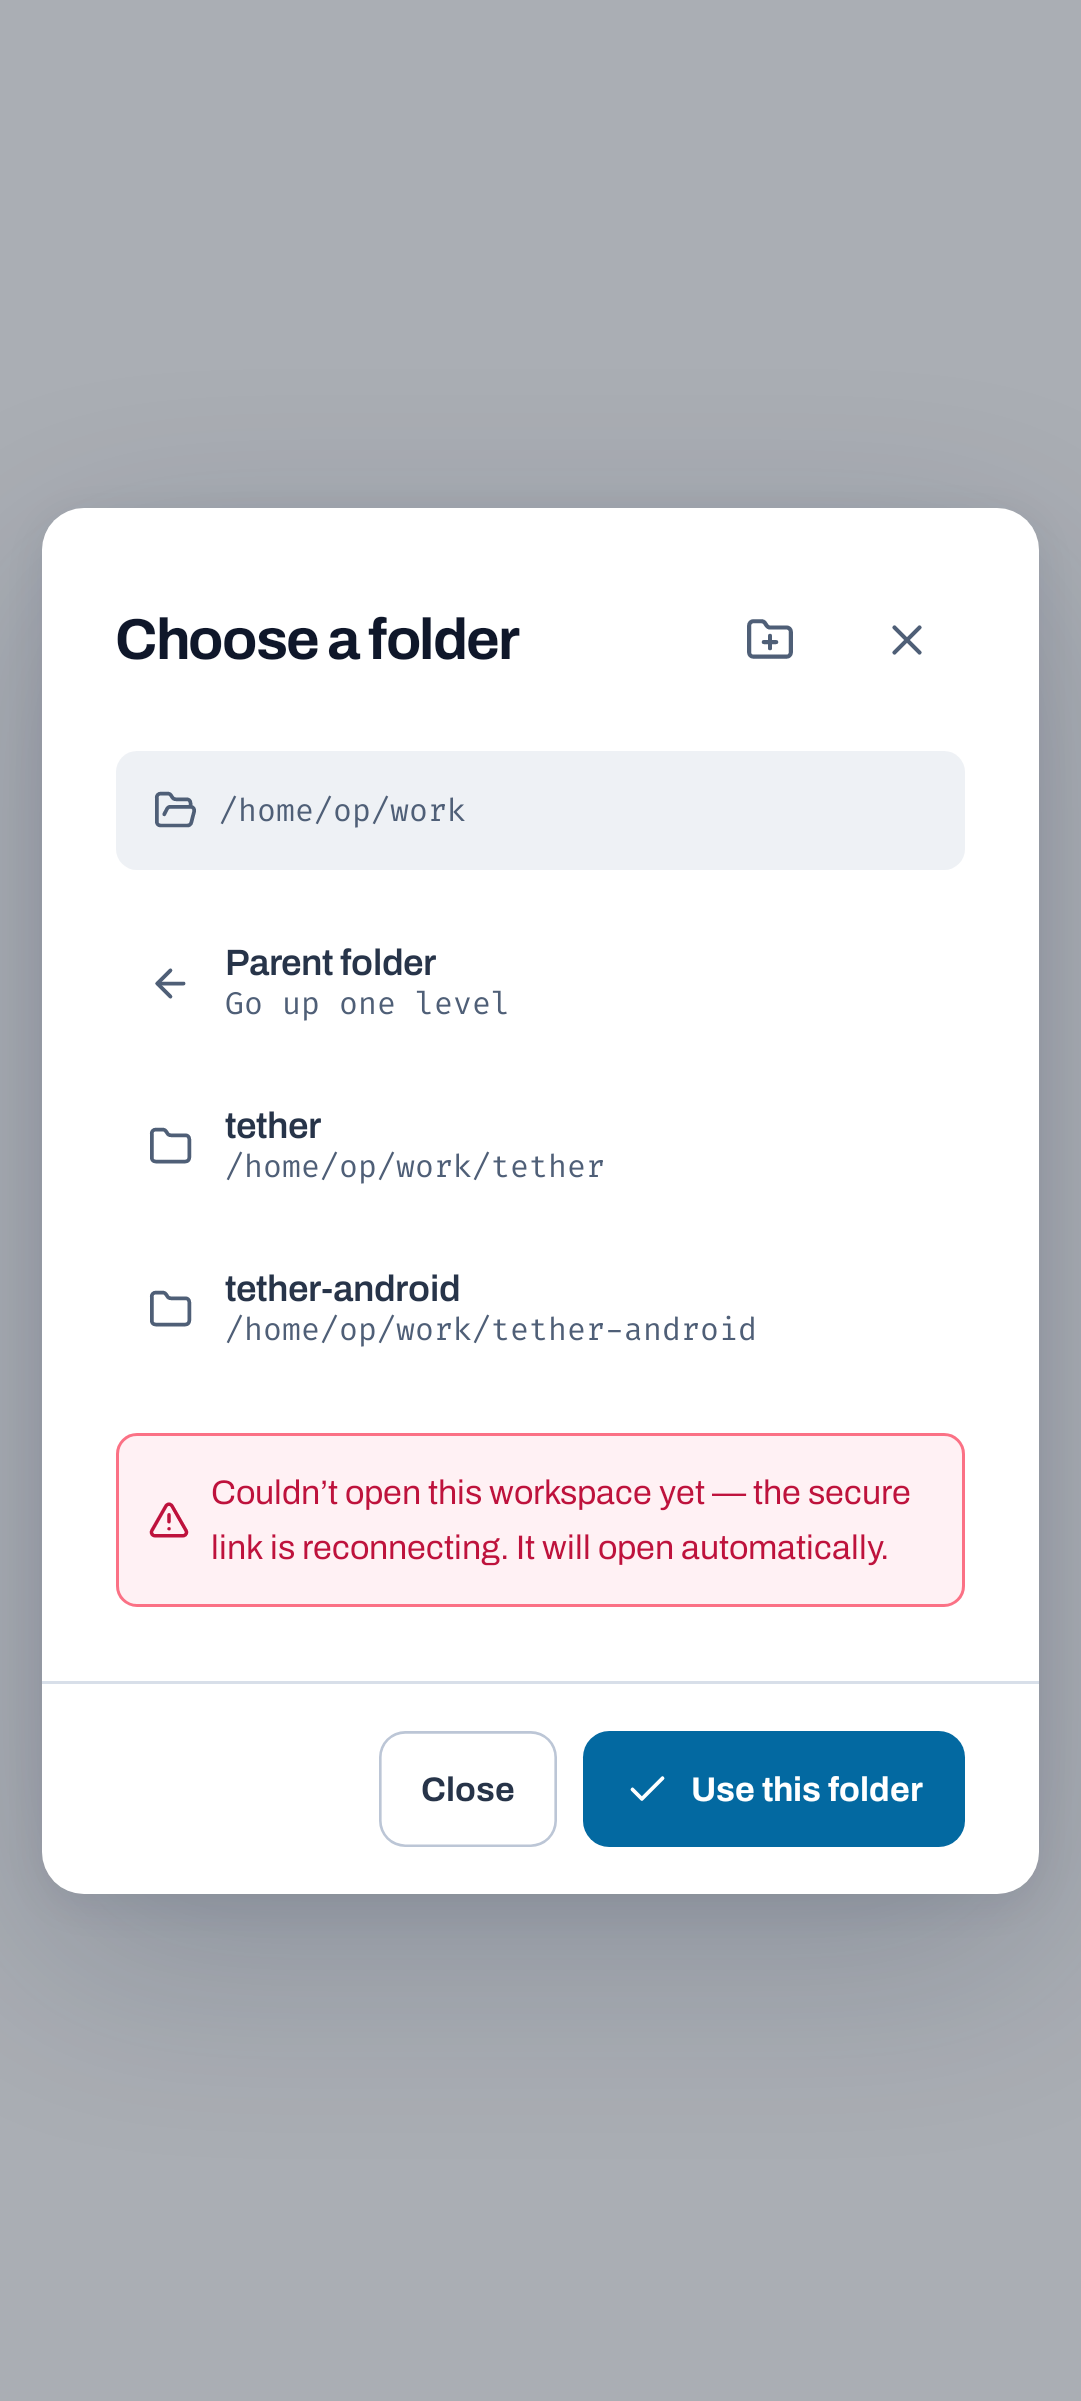 Choose a folder
/home/op/work
Parent folder
Go up one level
tether
/home/op/work/tether
tether-android
/home/op/work/tether-android
Couldn’t open this workspace yet — the secure
link is reconnecting. It will open automatically.
Close
Use this folder